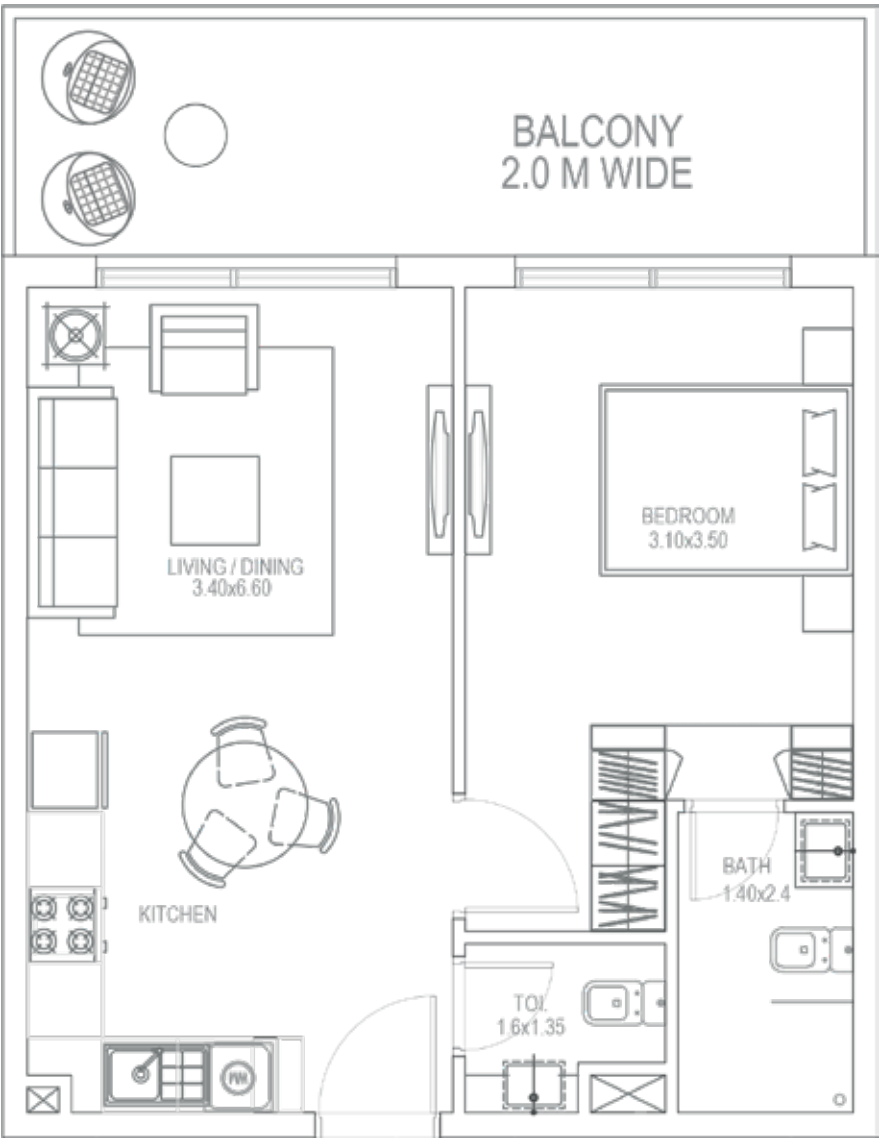 BALCONY
2.0 M WIDE
BEDROOM
3.10x3.50
LIVING / DINING
3.40x6.60
BATH
1.40x2.4
KITCHEN
TOI.
1.6x1.35